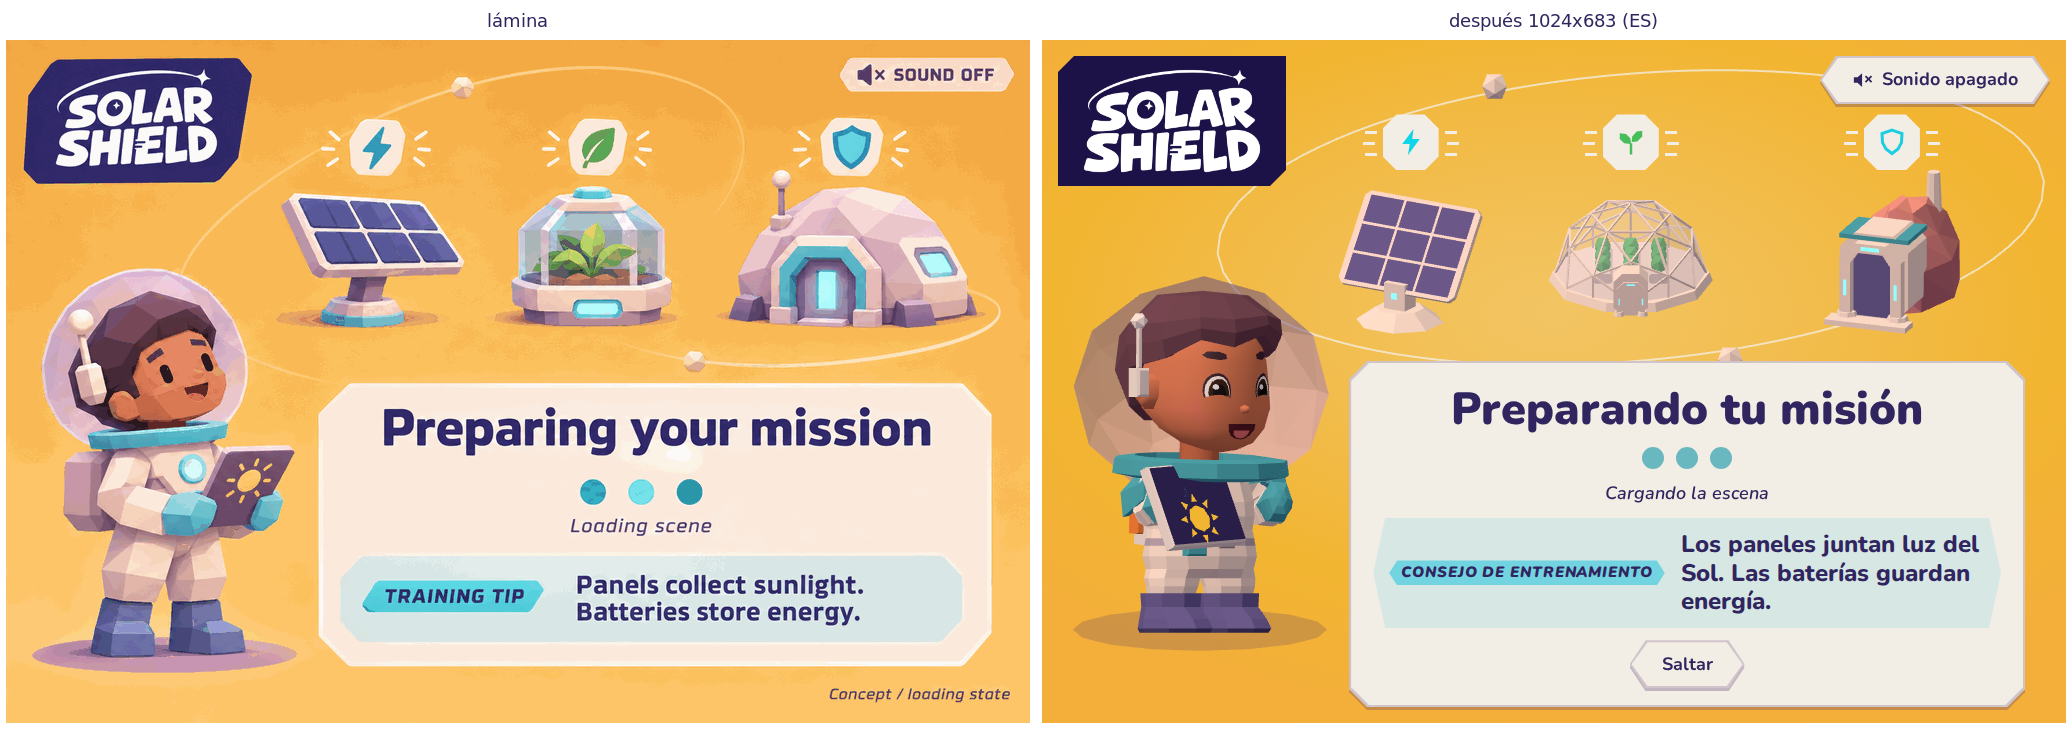 lámina
SOLAR
SHIELD
SOUND OFF
Preparing your mission
Loading scene
TRAINING TIP
Panels collect sunlight.
Batteries store energy.
Concept / loading state
después 1024x683 (ES)
SOLAR
SHIELD
Sonido apagado
Preparando tu misión
Cargando la escena
CONSEJO DE ENTRENAMIENTO
Los paneles juntan luz del
Sol. Las baterías guardan
energía.
Saltar